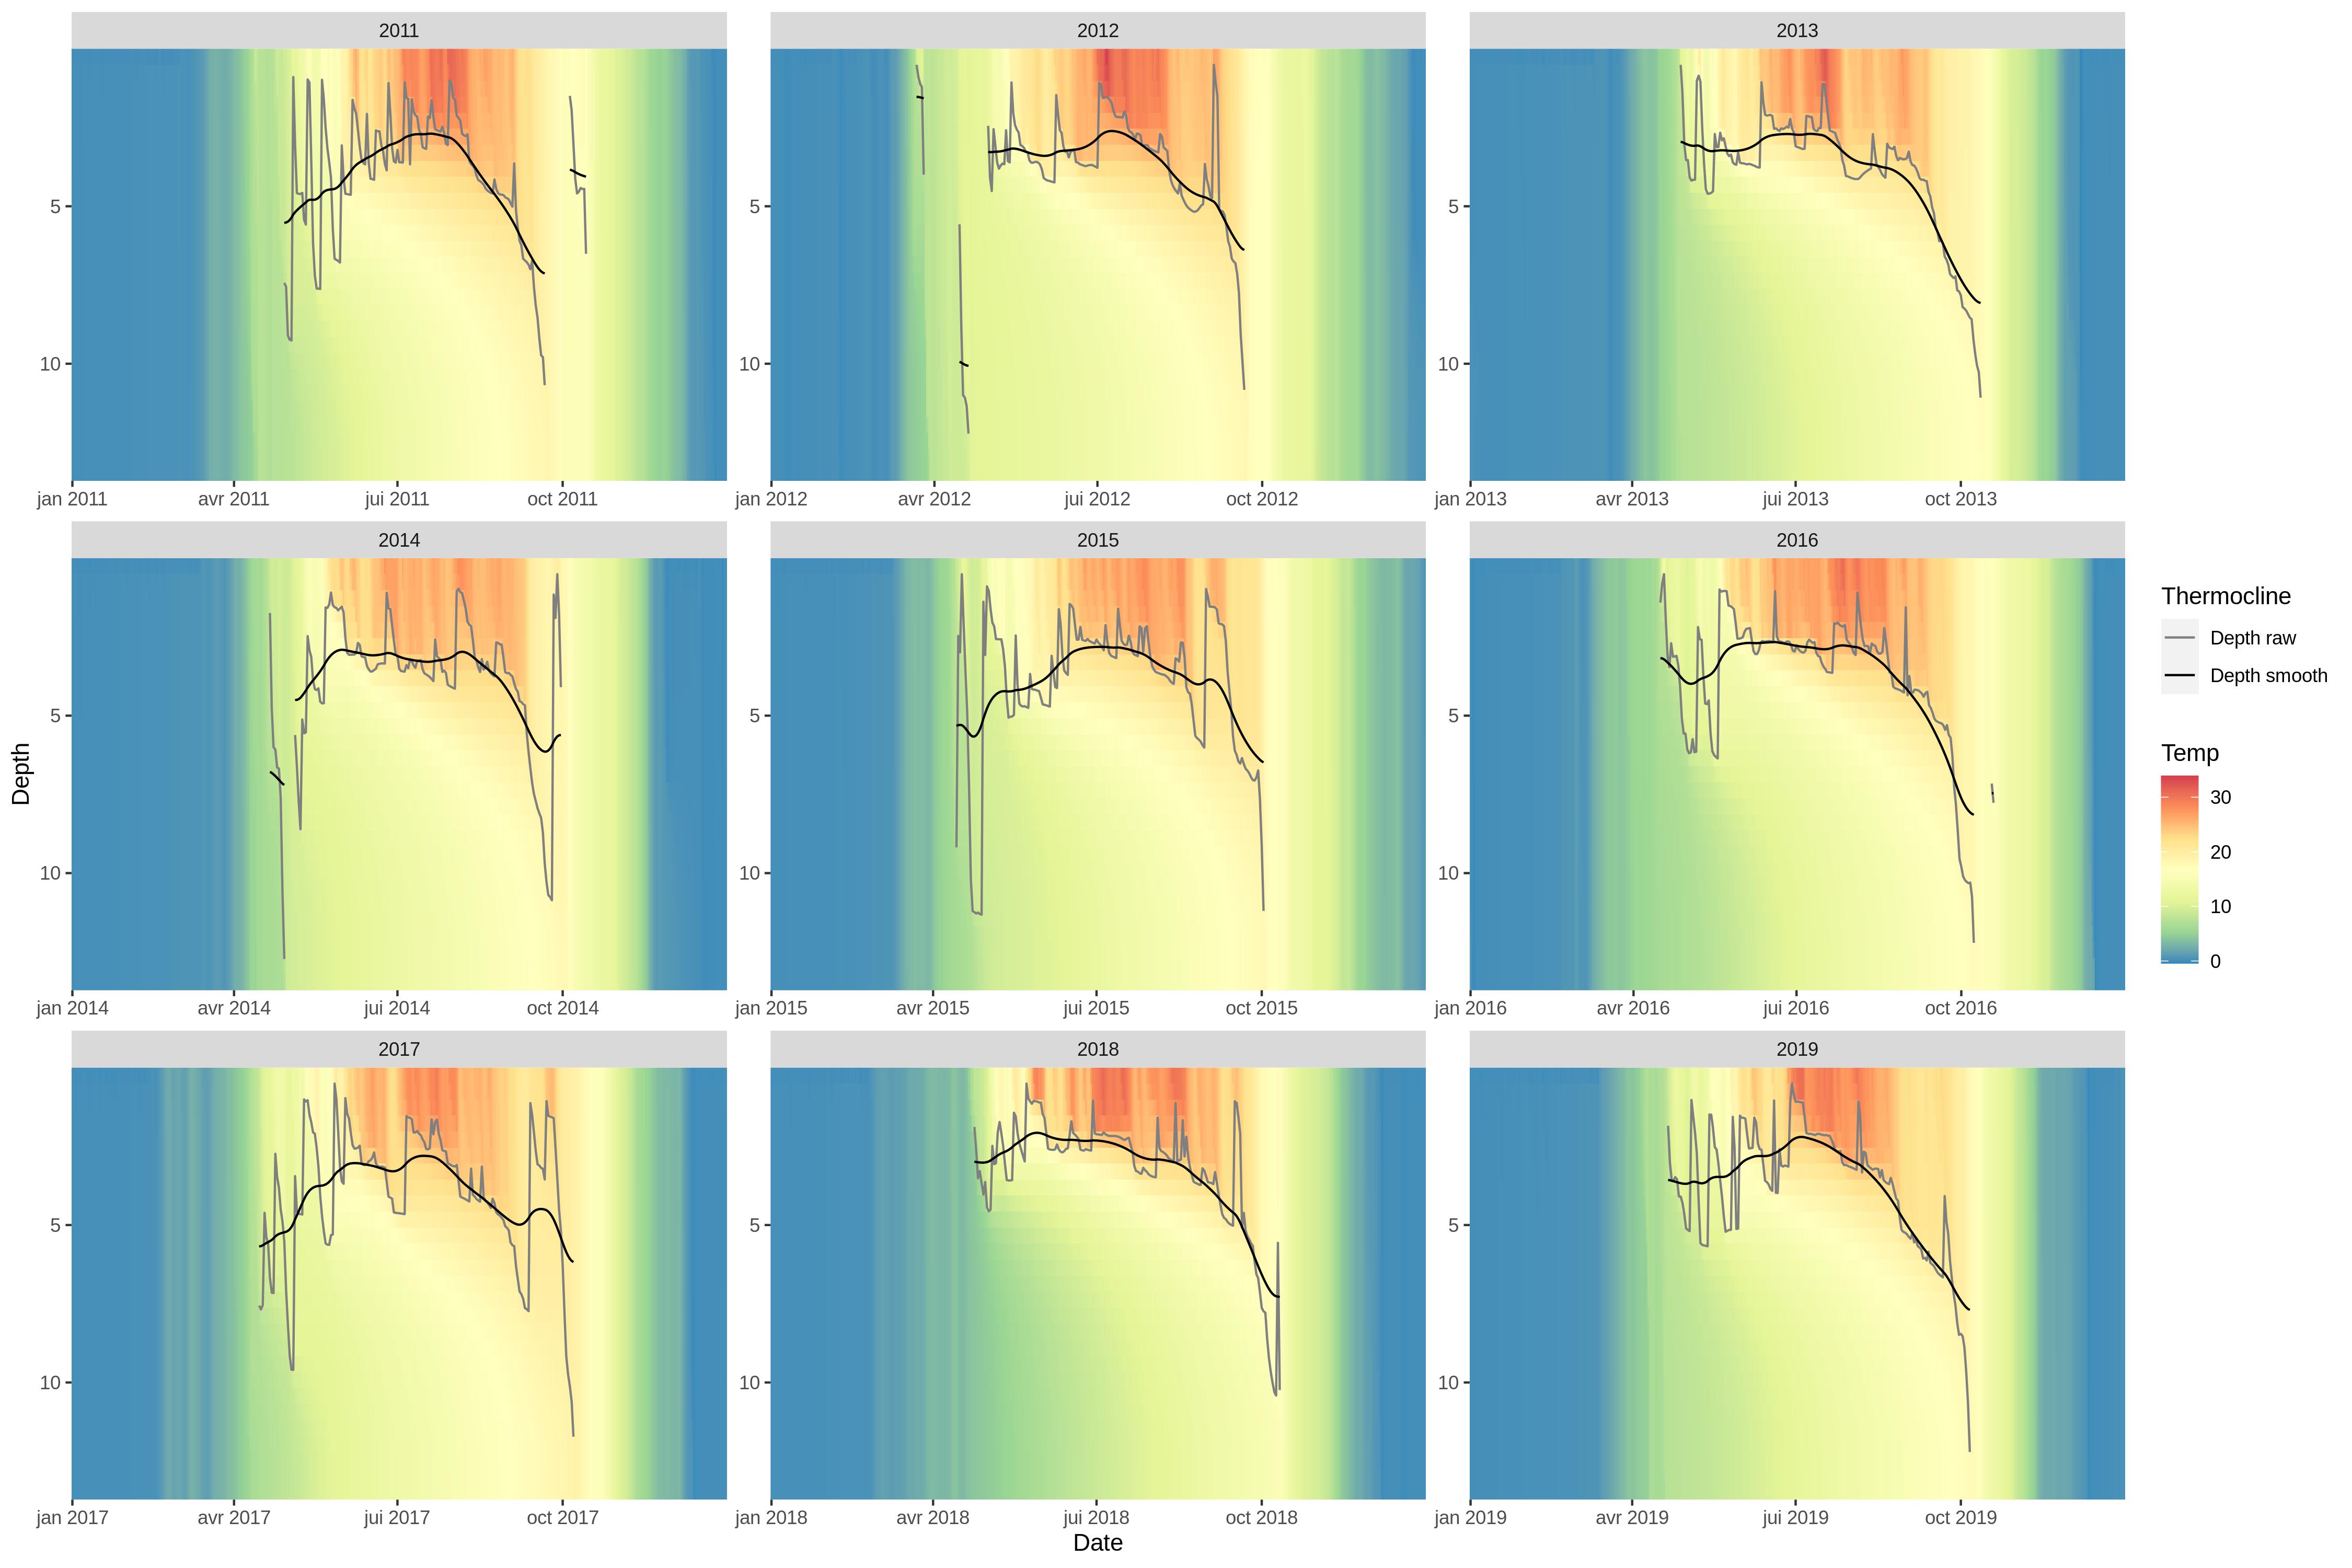 2011
2012
2013
5
10
5
10
5
10
jan 2011
avr 2011
jui 2011
oct 2011
jan 2012
avr 2012
jui 2012
oct 2012
jan 2013
avr 2013
jui 2013
oct 2013
2014
2015
2016
5
10
5
10
5
10
jan 2014
avr 2014
jui 2014
oct 2014
jan 2015
avr 2015
jui 2015
oct 2015
jan 2016
avr 2016
jui 2016
oct 2016
2017
2018
2019
5
10
5
10
5
10
jan 2017
avr 2017
jui 2017
oct 2017
jan 2018
avr 2018
jui 2018
oct 2018
jan 2019
avr 2019
jui 2019
oct 2019
Depth
Date
Thermocline
Depth raw
Depth smooth
Temp
30
20
10
0